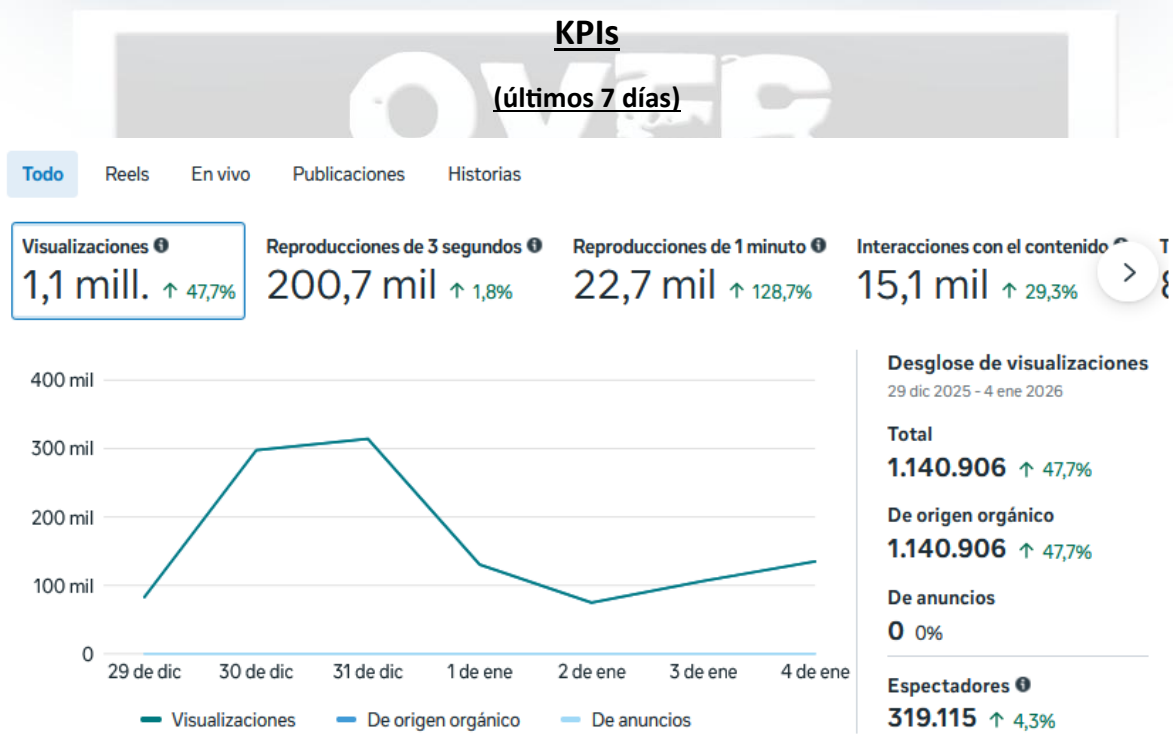 KPIs
OVER
(últimos 7 días)
Todo Reels En vivo Publicaciones Historias
Visualizaciones Reproducciones de 3 segundos Reproducciones de 1 minuto Interacciones con el contenido
1,1 mill. ↑ 47,7% 200,7 mil ↑ 1,8% 22,7 mil ↑ 128,7% 15,1 mil ↑ 29,3%
400 mil
300 mil
200 mil
100 mil
0
29 de dic 30 de dic 31 de dic 1 de ene 2 de ene 3 de ene 4 de ene
Visualizaciones De origen orgánico De anuncios
Desglose de visualizaciones
29 dic 2025 - 4 ene 2026
Total
1.140.906 ↑ 47,7%
De origen orgánico
1.140.906 ↑ 47,7%
De anuncios
0 0%
Espectadores
319.115 ↑ 4,3%